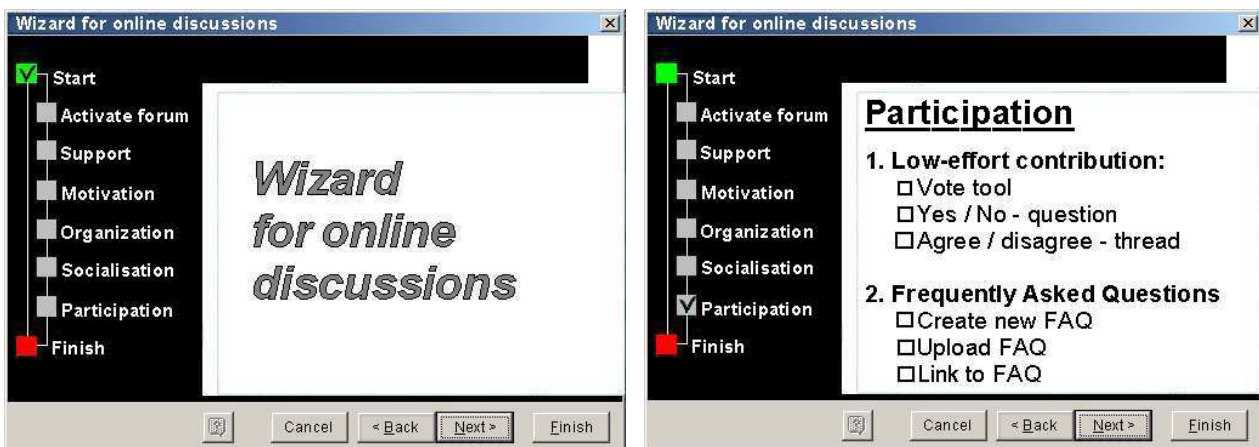 Wizard for online discussions
Start
Activate forum
Support
Motivation
Organization
Socialisation
Participation
Finish
Wizard
for online
discussions
Cancel
< Back
Next >
Finish
Wizard for online discussions
Start
Activate forum
Support
Motivation
Organization
Socialisation
Participation
Finish
Participation
1. Low-effort contribution:
Vote tool
Yes / No - question
Agree / disagree - thread
2. Frequently Asked Questions
Create new FAQ
Upload FAQ
Link to FAQ
Cancel
< Back
Next >
Finish